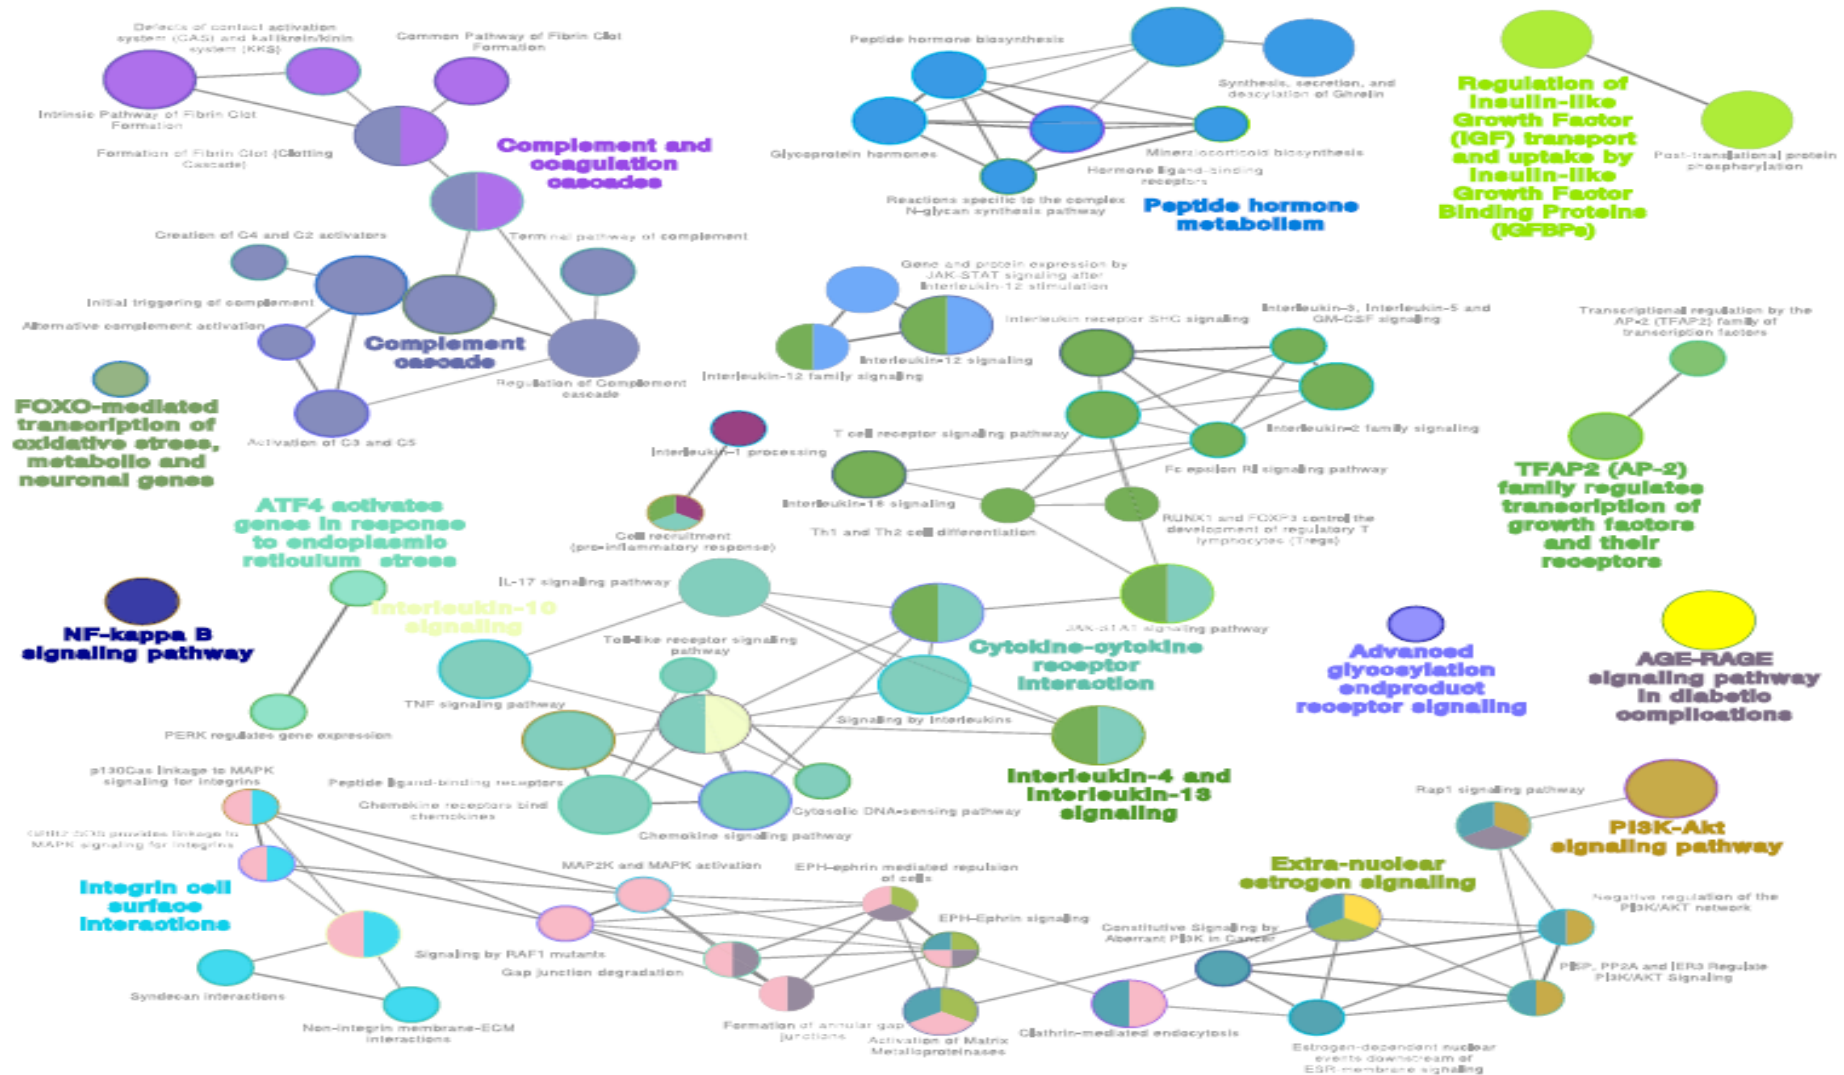 Defects of contact activation
system (CAS) and kallikrein/kinin
system (KKS)
Common Pathway of Fibrin Clot
Formation
Intrinsic Pathway of Fibrin Clot
Formation
Formation of Fibrin Clot (Clotting
Cascade)
Complement and
coagulation
cascades
Creation of C4 and C2 activators
Terminal pathway of complement
Initial triggering of complement
Alternative complement activation
Complement
cascade
Regulation of Complement
cascade
Activation of C3 and C5
FOXO-mediated
transcription of
oxidative stress,
metabolic and
neuronal genes
Peptide hormone biosynthesis
Synthesis, secretion, and
deacylation of Ghrelin
Glycoprotein hormones
Mineralocorticoid biosynthesis
Hormone ligand-binding
receptors
Reactions specific to the complex
N-glycan synthesis pathway
Peptide hormone
metabolism
Regulation of
Insulin-like
Growth Factor
(IGF) transport
and uptake by
Insulin-like
Growth Factor
Binding Proteins
(IGFBPs)
Post-translational protein
phosphorylation
Gene and protein expression by
JAK-STAT signaling after
Interleukin-12 stimulation
Interleukin-12 signaling
Interleukin-12 family signaling
Interleukin receptor SHC signaling
Interleukin-3, Interleukin-5 and
GM-CSF signaling
Interleukin-2 family signaling
T cell receptor signaling pathway
Fc epsilon RI signaling pathway
Interleukin-1 processing
signaling
Th1 and Th2 cell differentiation
RUNX1 and FOXP3 control the
development of regulatory T
lymphocytes (Tregs)
Cell recruitment
(pro-inflammatory response)
Transcriptional regulation by the
AP-2 (TFAP2) family of
transcription factors
TFAP2 (AP-2)
family regulates
transcription of
growth factors
and their
receptors
ATF4 activates
genes in response
to endoplasmic
reticulum stress
NF-kappa B
signaling pathway
PERK regulates gene expression
Interleukin-10
signaling
IL-17 signaling pathway
Toll-like receptor signaling
pathway
TNF signaling pathway
JAK-STAT signaling pathway
Cytokine-cytokine
receptor
interaction
Signaling by Interleukins
Peptide ligand-binding receptors
Chemokine receptors bind
chemokines
Cytosolic DNA-sensing pathway
Chemokine signaling pathway
Interleukin-4 and
Interleukin-13
signaling
Advanced
glycosylation
endproduct
receptor signaling
AGE-RAGE
signaling pathway
in diabetic
complications
p130Cas linkage to MAPK
signaling for integrins
GRB2:SOS provides linkage to
MAPK signaling for Integrins
Integrin cell
surface
interactions
Syndecan interactions
Non-integrin membrane-ECM
interactions
MAP2K and MAPK activation
Signaling by RAF1 mutants
Gap junction degradation
Formation of annular gap
junctions
EPH-ephrin mediated repulsion
of cells
EPH-Ephrin signaling
Activation of Matrix
Metalloproteinases
Clathrin-mediated endocytosis
Extra-nuclear
estrogen signaling
Constitutive Signaling by
Aberrant PI3K in Cancer
Estrogen-dependent nuclear
events downstream of
ESR-membrane signaling
Rap1 signaling pathway
PI3K-Akt
signaling pathway
Negative regulation of the
PI3K/AKT network
PI5P, PP2A and IER3 Regulate
PI3K/AKT Signaling